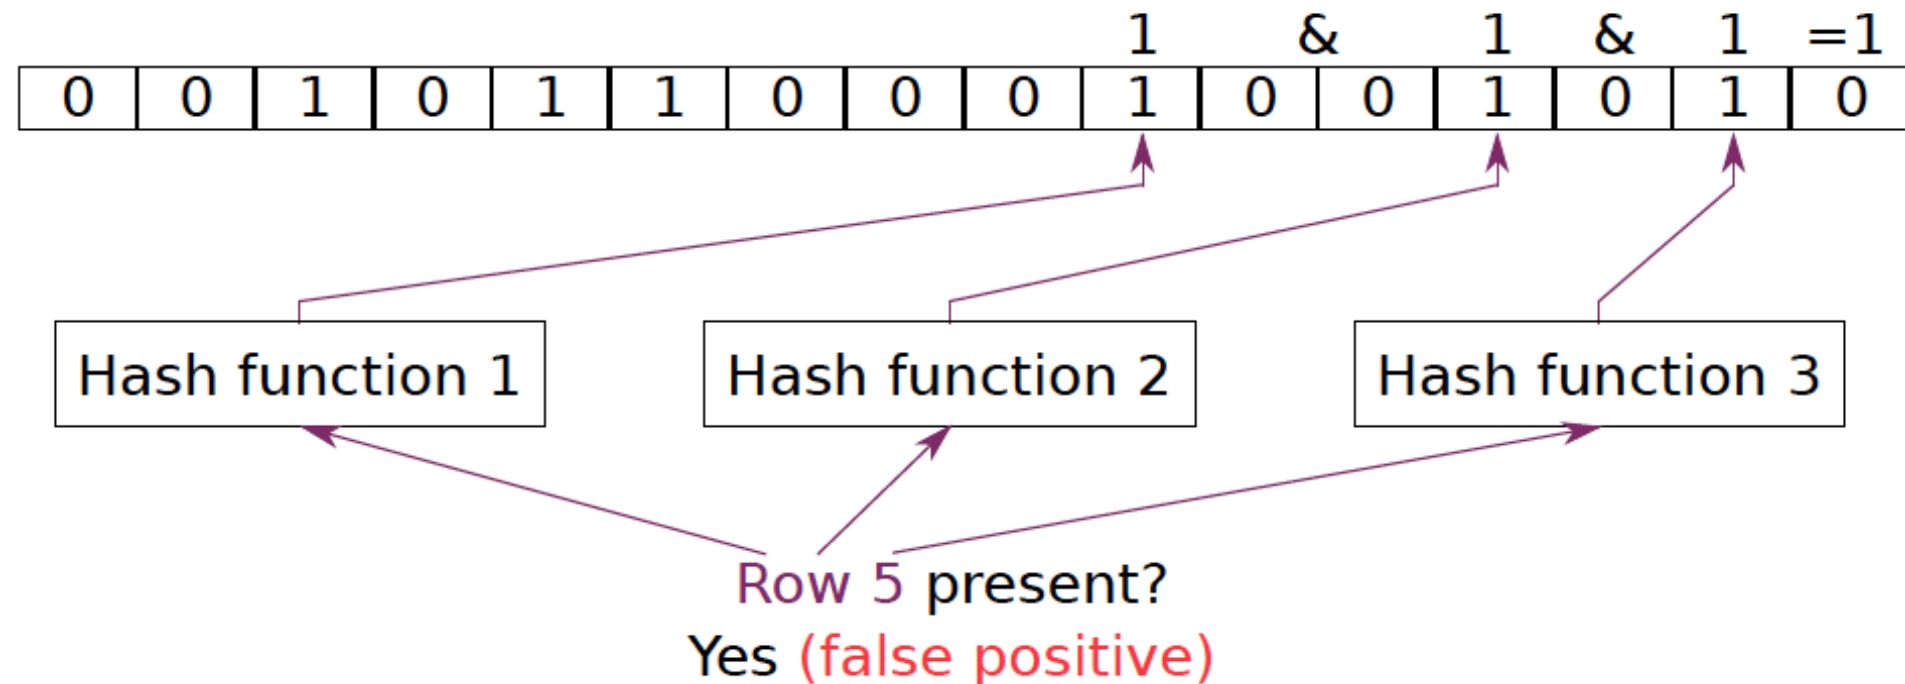 1 & 1 & 1 =1
0 0 1 0 1 1 0 0 0 1 0 0 1 0 1 0
Hash function 1 Hash function 2 Hash function 3
Row 5 present?
Yes (false positive)